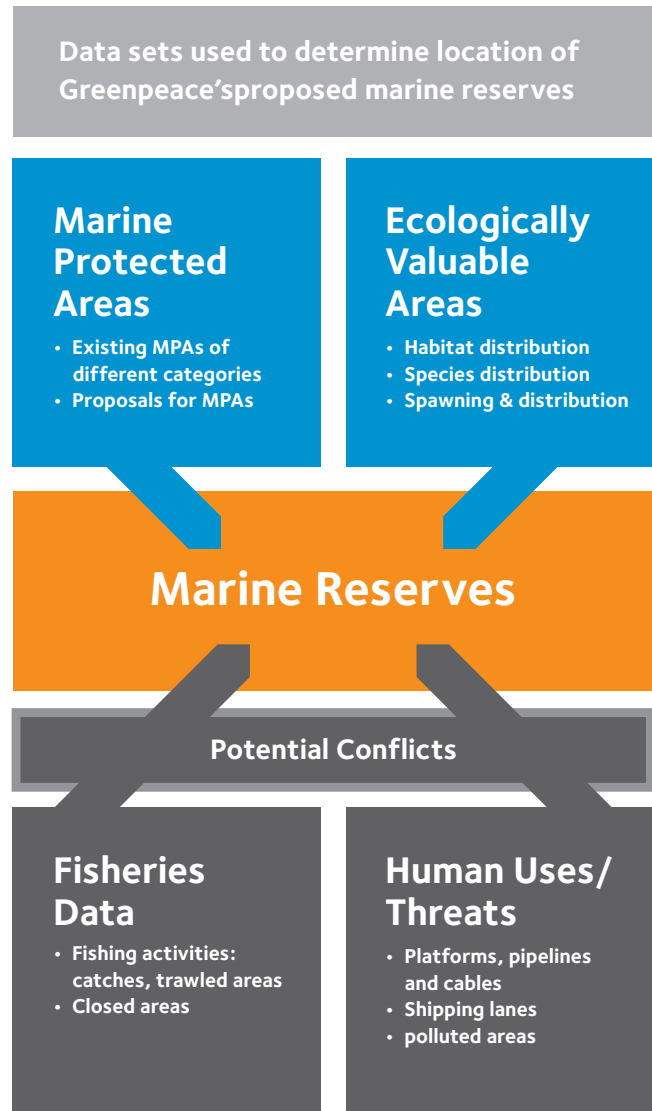 Data sets used to determine location of
Greenpeace’sproposed marine reserves
Marine
Protected
Areas
• Existing MPAs of
different categories
• Proposals for MPAs
Ecologically
Valuable
Areas
• Habitat distribution
• Species distribution
• Spawning & distribution
Marine Reserves
Potential Conflicts
Fisheries
Data
• Fishing activities:
catches, trawled areas
• Closed areas
Human Uses/
Threats
• Platforms, pipelines
and cables
• Shipping lanes
• polluted areas